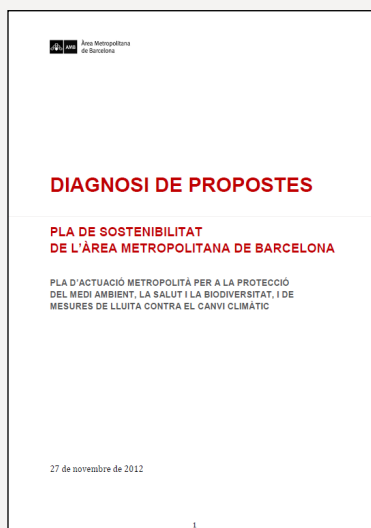 AMB
Àrea Metropolitana
de Barcelona
DIAGNOSI DE PROPOSTES
PLA DE SOSTENIBILITAT
DE L'ÀREA METROPOLITANA DE BARCELONA
PLA D'ACTUACIÓ METROPOLITÀ PER A LA PROTECCIÓ
DEL MEDI AMBIENT, LA SALUT I LA BIODIVERSITAT, I DE
MESURES DE LLUITA CONTRA EL CANVI CLIMÀTIC
27 de novembre de 2012
1